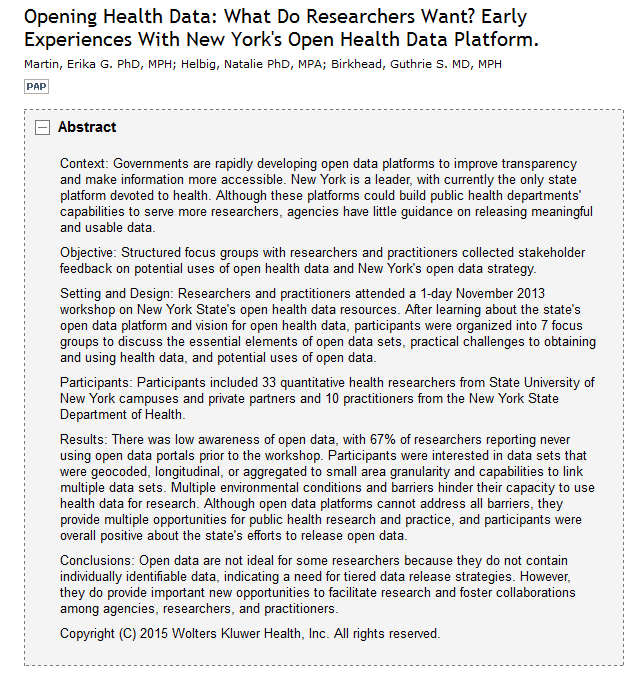 Opening Health Data: What Do Researchers Want? Early
Experiences With New York's Open Health Data Platform.
Martin, Erika G. PhD, MPH; Helbig, Natalie PhD, MPA; Birkhead, Guthrie S. MD, MPH
PAP
Abstract
Context: Governments are rapidly developing open data platforms to improve transparency
and make information more accessible. New York is a leader, with currently the only state
platform devoted to health. Although these platforms could build public health departments'
capabilities to serve more researchers, agencies have little guidance on releasing meaningful
and usable data.
Objective: Structured focus groups with researchers and practitioners collected stakeholder
feedback on potential uses of open health data and New York's open data strategy.
Setting and Design: Researchers and practitioners attended a 1-day November 2013
workshop on New York State's open health data resources. After learning about the state's
open data platform and vision for open health data, participants were organized into 7 focus
groups to discuss the essential elements of open data sets, practical challenges to obtaining
and using health data, and potential uses of open data.
Participants: Participants included 33 quantitative health researchers from State University of
New York campuses and private partners and 10 practitioners from the New York State
Department of Health.
Results: There was low awareness of open data, with 67% of researchers reporting never
using open data portals prior to the workshop. Participants were interested in data sets that
were geocoded, longitudinal, or aggregated to small area granularity and capabilities to link
multiple data sets. Multiple environmental conditions and barriers hinder their capacity to use
health data for research. Although open data platforms cannot address all barriers, they
provide multiple opportunities for public health research and practice, and participants were
overall positive about the state's efforts to release open data.
Conclusions: Open data are not ideal for some researchers because they do not contain
individually identifiable data, indicating a need for tiered data release strategies. However,
they do provide important new opportunities to facilitate research and foster collaborations
among agencies, researchers, and practitioners.
Copyright (C) 2015 Wolters Kluwer Health, Inc. All rights reserved.